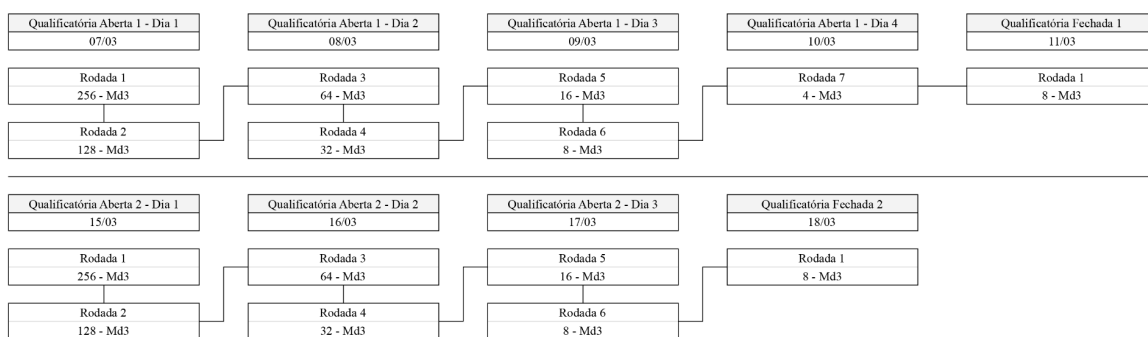 Qualificatória Aberta 1 - Dia 1
07/03
Qualificatória Aberta 1 - Dia 2
08/03
Qualificatória Aberta 1 - Dia 3
09/03
Qualificatória Aberta 1 - Dia 4
10/03
Qualificatória Fechada 1
11/03
Rodada 1
256 - Md3
Rodada 2
128 - Md3
Rodada 3
64 - Md3
Rodada 4
32 - Md3
Rodada 5
16 - Md3
Rodada 6
8 - Md3
Rodada 7
4 - Md3
Rodada 1
8 - Md3
Qualificatória Aberta 2 - Dia 1
15/03
Qualificatória Aberta 2 - Dia 2
16/03
Qualificatória Aberta 2 - Dia 3
17/03
Qualificatória Fechada 2
18/03
Rodada 1
256 - Md3
Rodada 2
128 - Md3
Rodada 3
64 - Md3
Rodada 4
32 - Md3
Rodada 5
16 - Md3
Rodada 6
8 - Md3
Rodada 1
8 - Md3